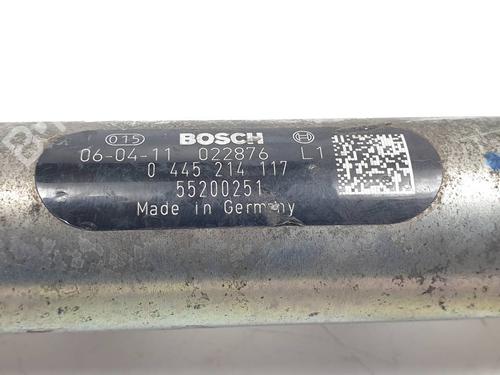 015 BOSCH
06-04-11 022876 L1
0 445 214 117
55200251
Made in Germany